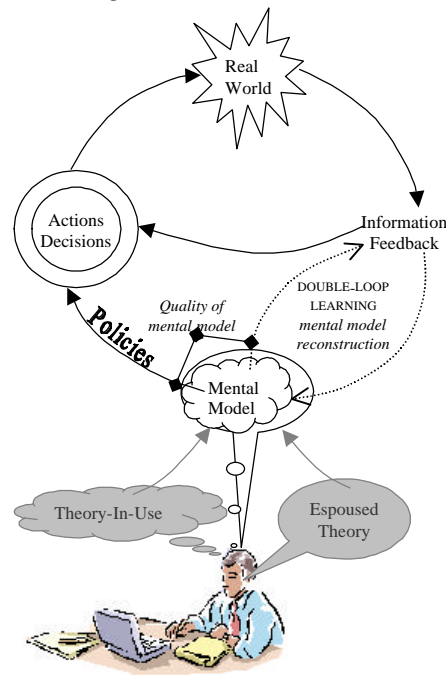 Real
World
Actions
Decisions
Information
Feedback
DOUBLE-LOOP
LEARNING
mental model
reconstruction
Quality of
mental model
Policies
Mental
Model
Theory-In-Use
Espoused
Theory